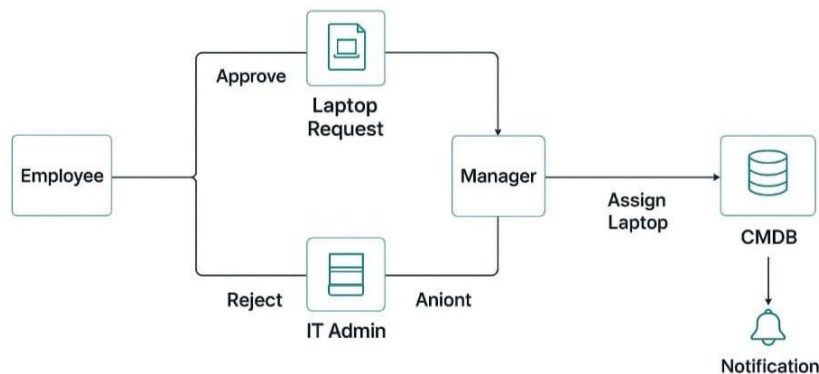 Approve
Laptop
Request
Employee
Manager
Assign
Laptop
CMDB
Reject
Aniont
IT Admin
Notification